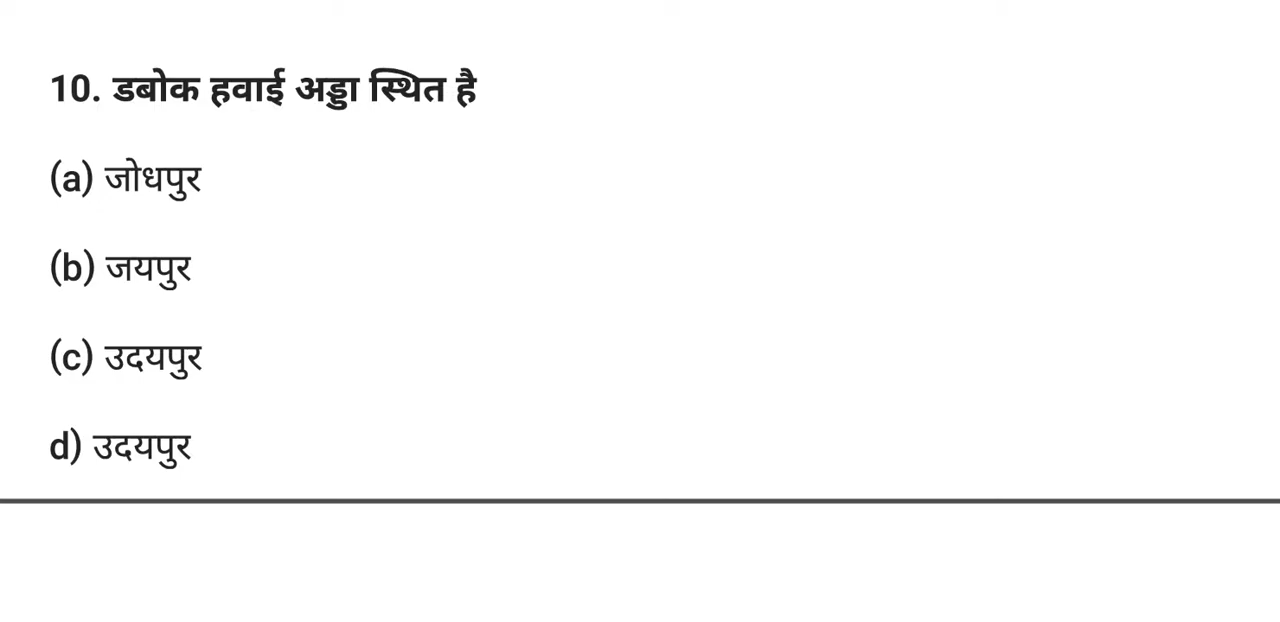 10. डबोक हवाई अड्डा स्थित है
(a) जोधपुर
(b) जयपुर
(c) उदयपुर
d) उदयपुर